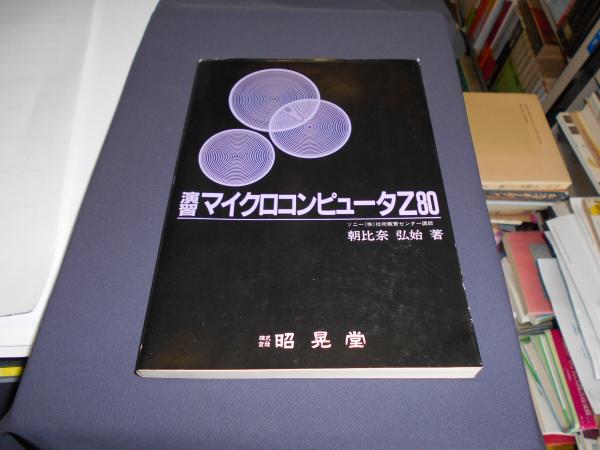 演習 マイクロコンピュータZ80
ソニー(株)技術教育センター講師
朝比奈 弘始 著
株式会社 昭晃堂